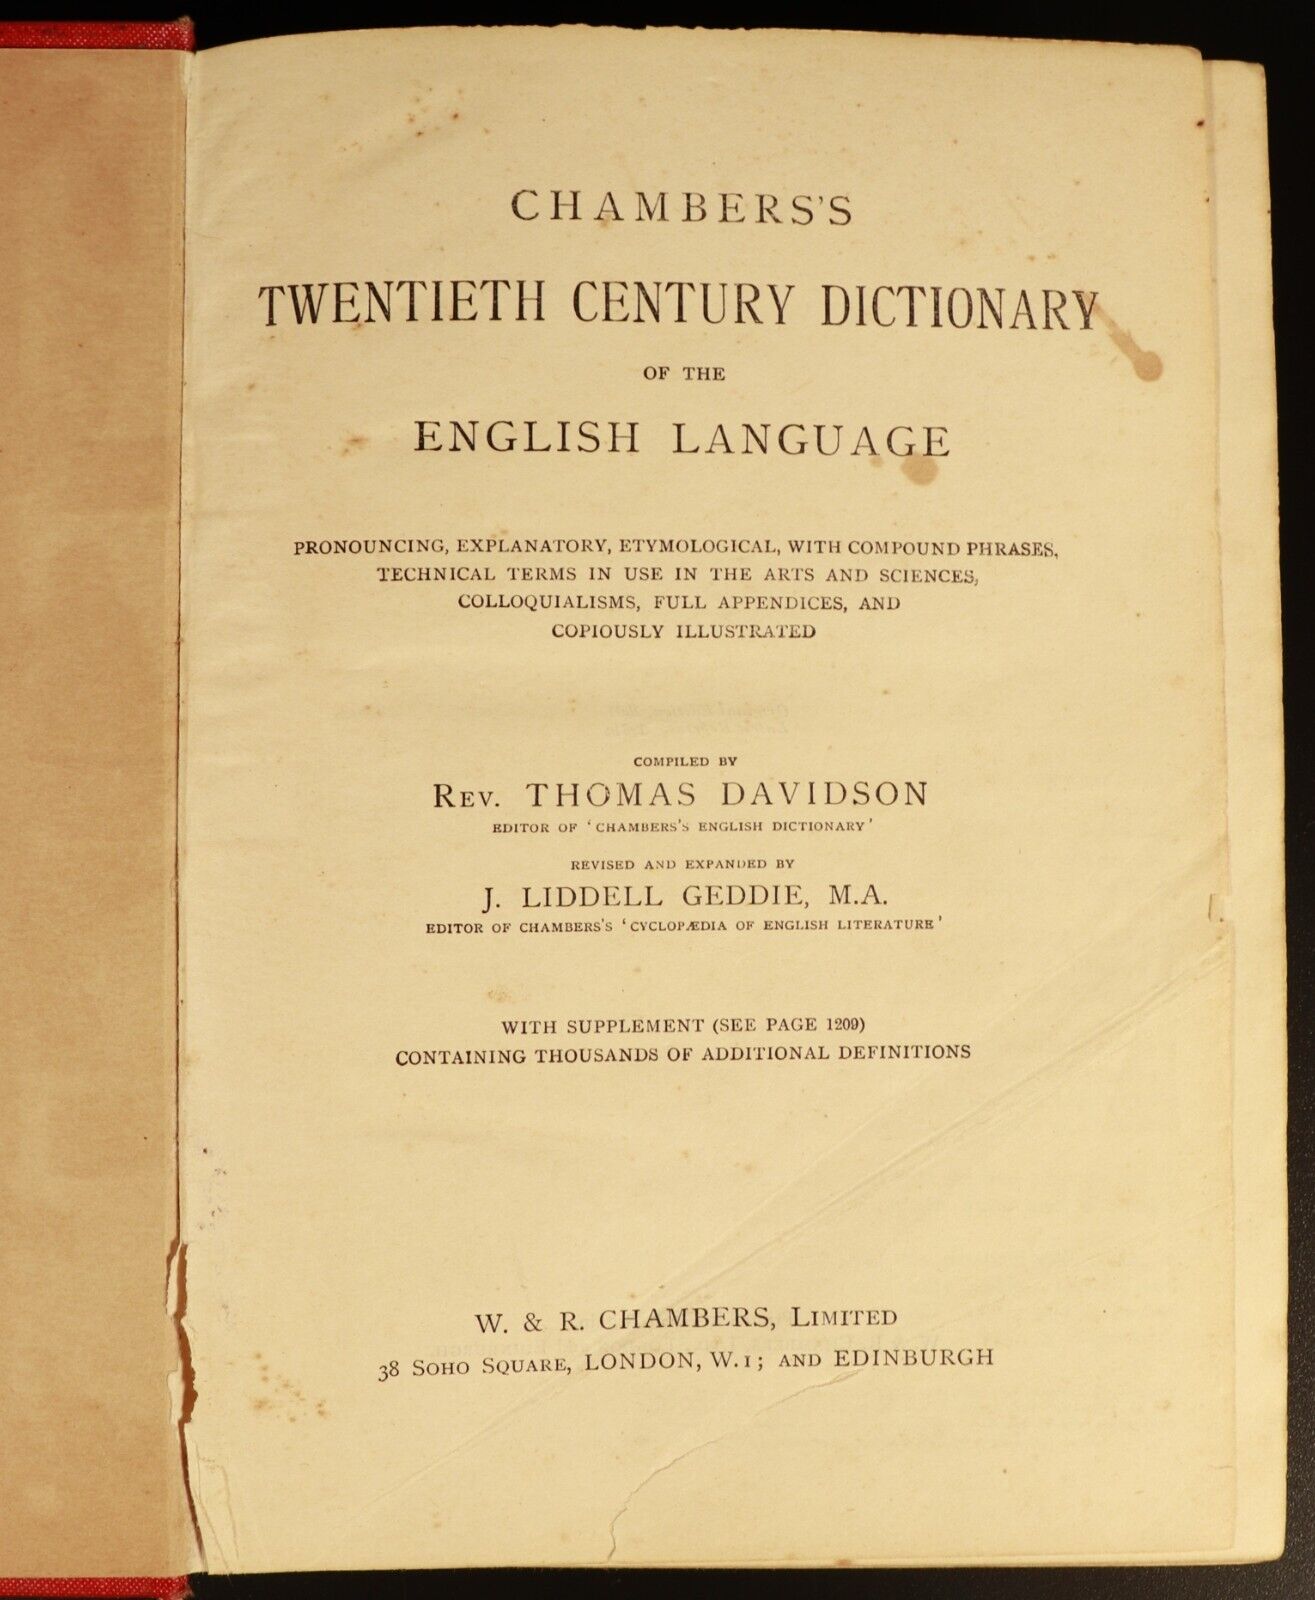 CHAMBERS'S
TWENTIETH CENTURY DICTIONARY
OF THE
ENGLISH LANGUAGE
PRONOUNCING, EXPLANATORY, ETYMOLOGICAL, WITH COMPOUND PHRASES,
TECHNICAL TERMS IN USE IN THE ARTS AND SCIENCES,
COLLOQUIALISMS, FULL APPENDICES, AND
COPIOUSLY ILLUSTRATED
COMPILED BY
REV. THOMAS DAVIDSON
EDITOR OF 'CHAMBERS'S ENGLISH DICTIONARY'
REVISED AND EXPANDED BY
J. LIDDELL GEDDIE, M.A.
EDITOR OF CHAMBERS'S 'CYCLOPÆDIA OF ENGLISH LITERATURE'
WITH SUPPLEMENT (SEE PAGE 1209)
CONTAINING THOUSANDS OF ADDITIONAL DEFINITIONS
W. & R. CHAMBERS, LIMITED
38 SOHO SQUARE, LONDON, W.1; AND EDINBURGH